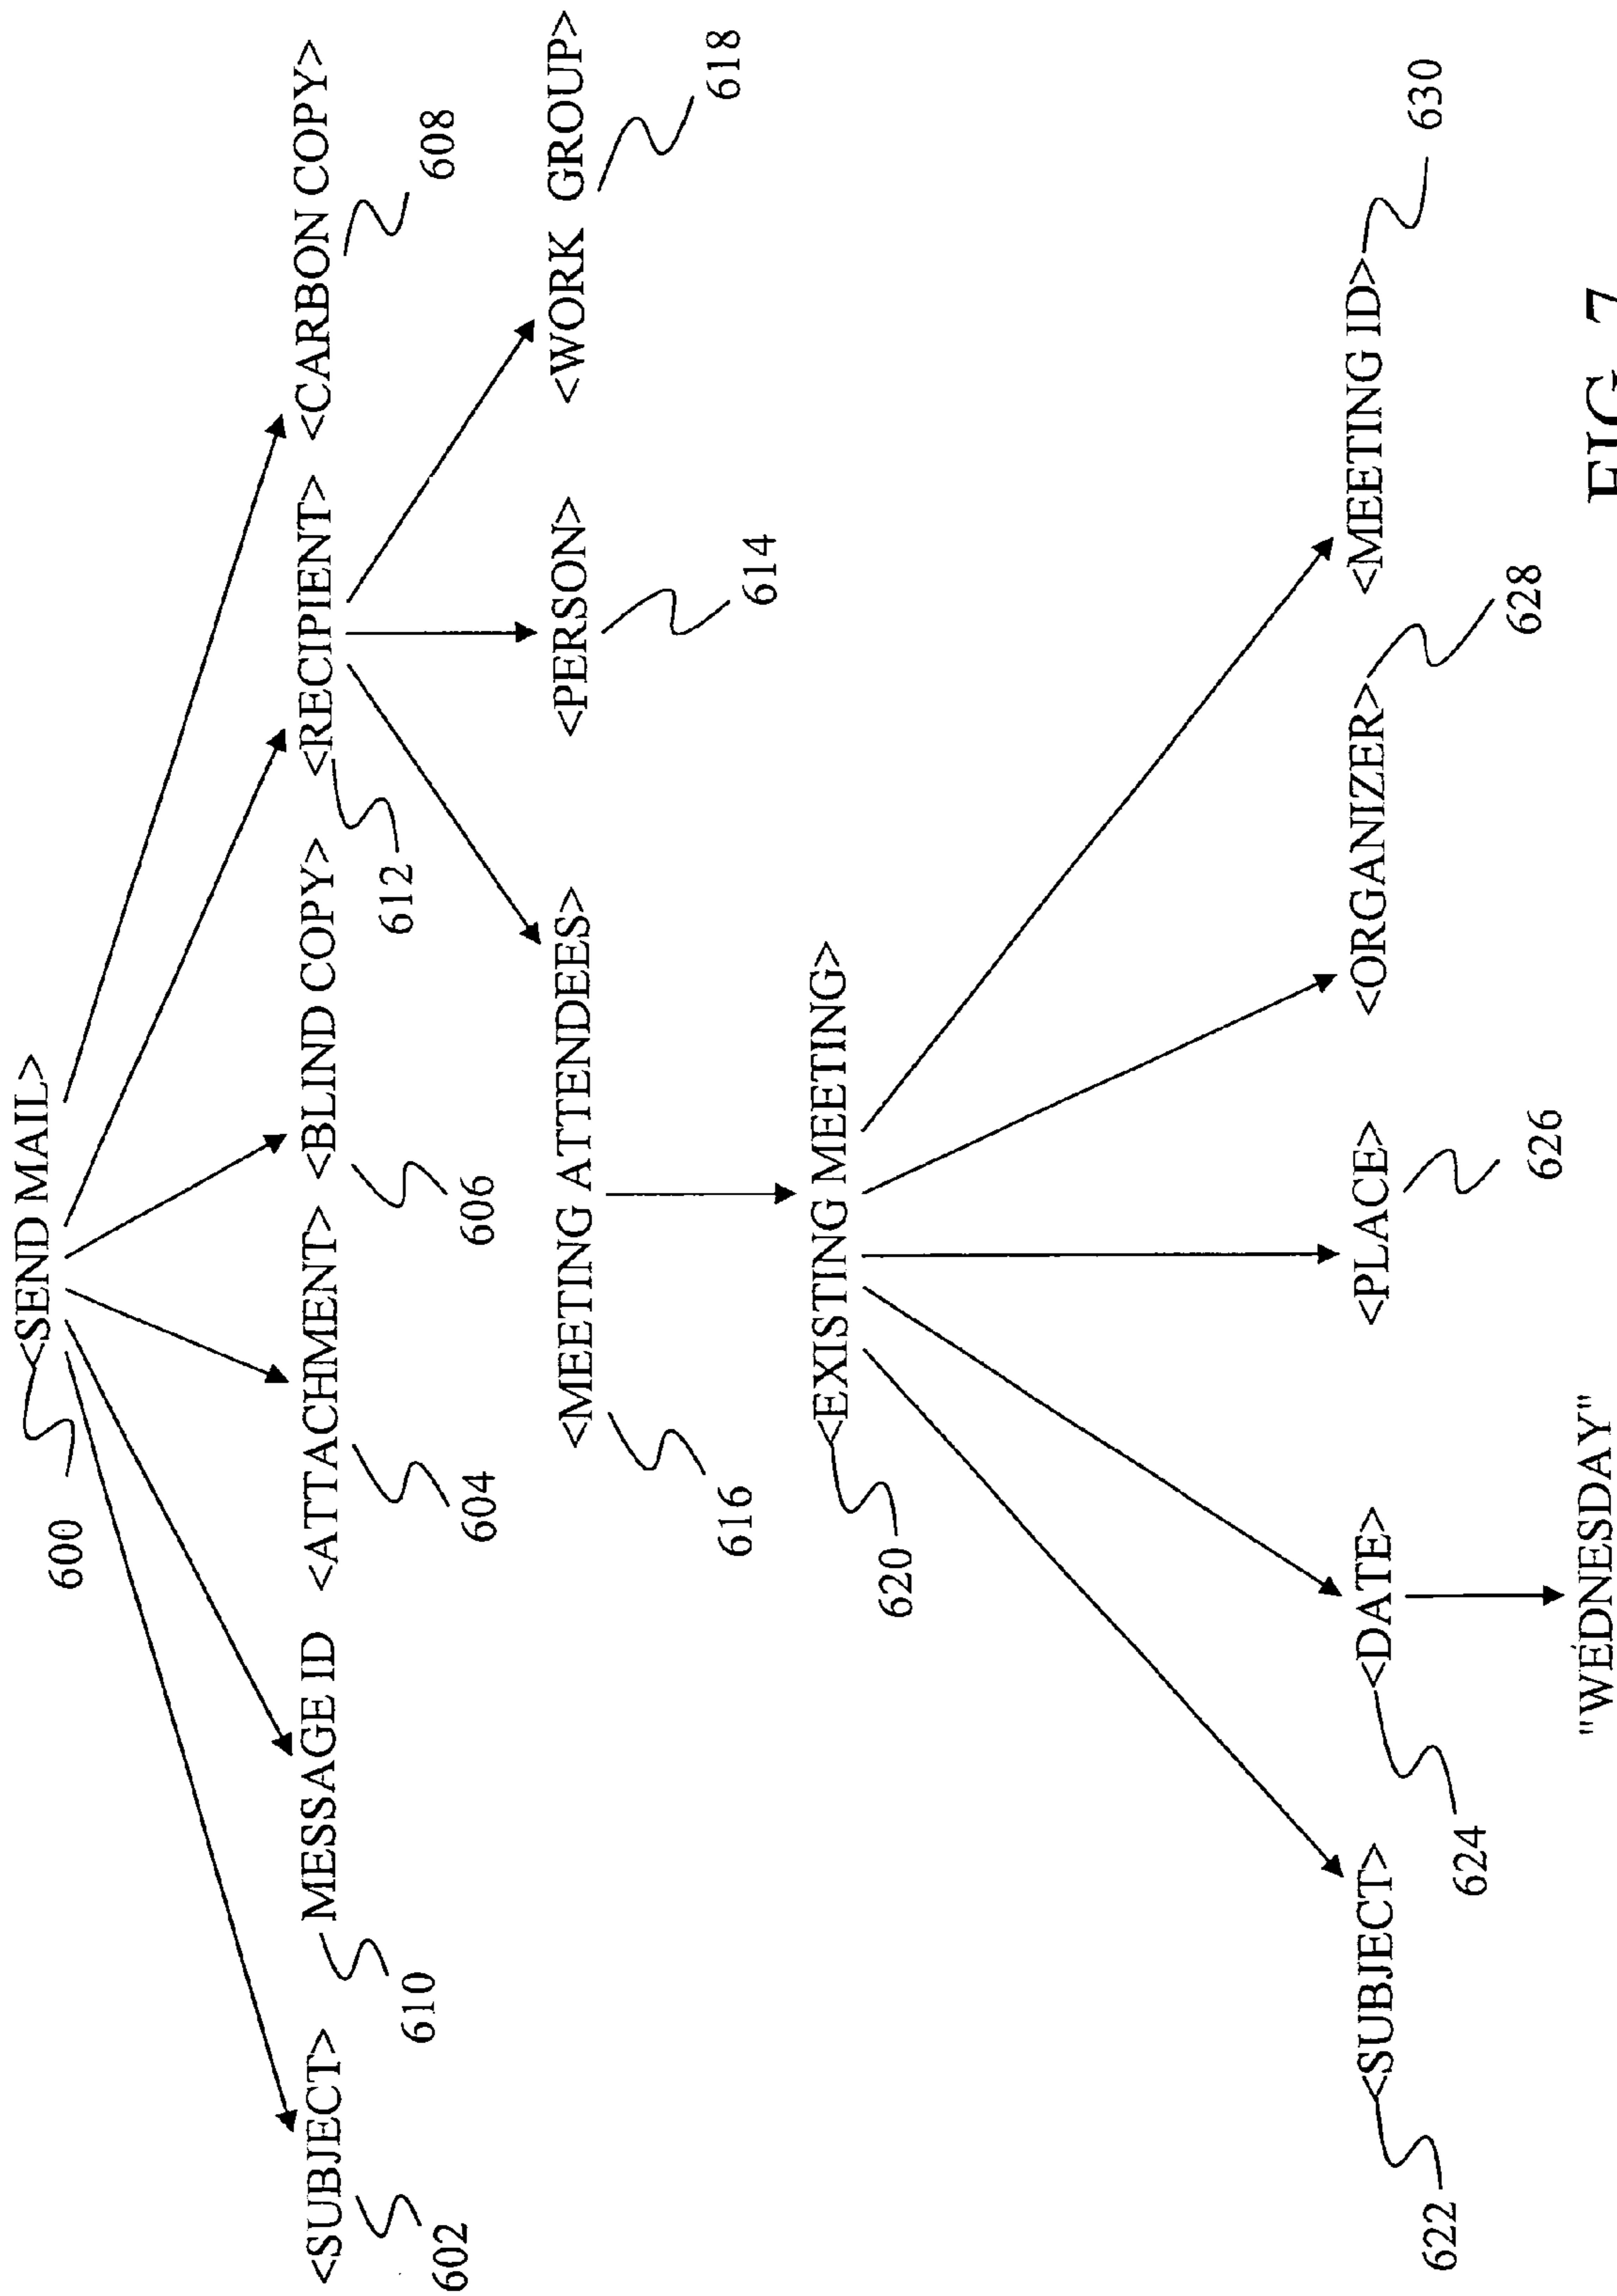 <SEND MAIL>
600
<SUBJECT> MESSAGE ID <ATTACHMENT> <BLIND COPY> <RECIPIENT> <CARBON COPY>
602 610 604 606 612 608
<MEETING ATTENDEES> <PERSON> <WORK GROUP>
616 614 618
<EXISTING MEETING>
620
<SUBJECT> <DATE> <PLACE> <ORGANIZER> <MEETING ID>
622 624 626 628 630
"WEDNESDAY"
FIG. 7